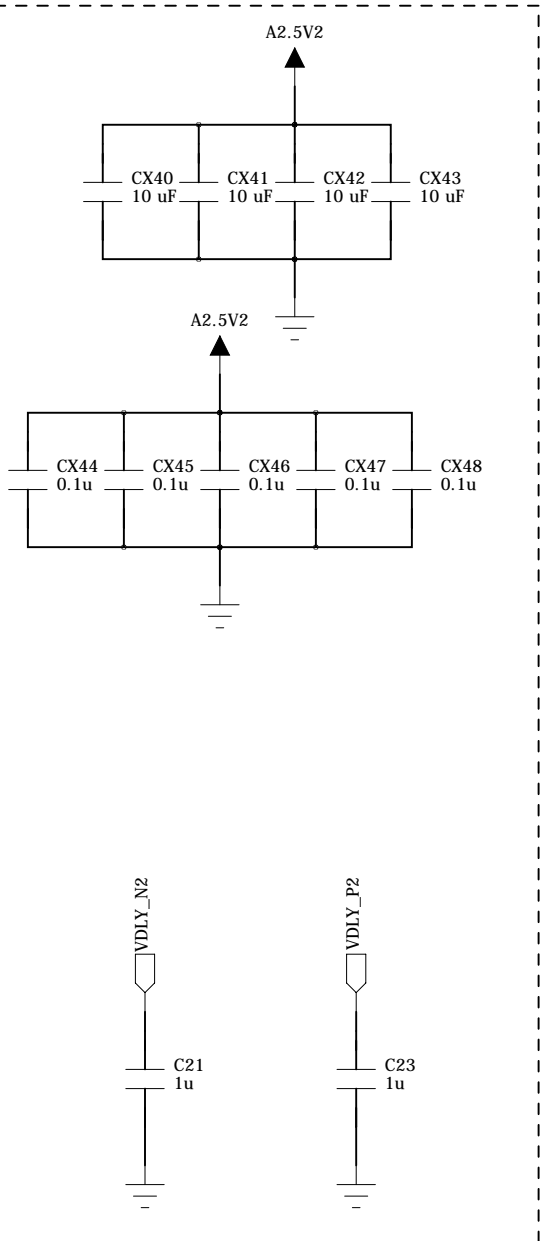 A2.5V2
CX40 CX41 CX42 CX43
10 uF 10 uF 10 uF 10 uF
A2.5V2
CX44 CX45 CX46 CX47 CX48
0.1u 0.1u 0.1u 0.1u 0.1u
VDLY_N2 VDLY_P2
C21 C23
1u 1u